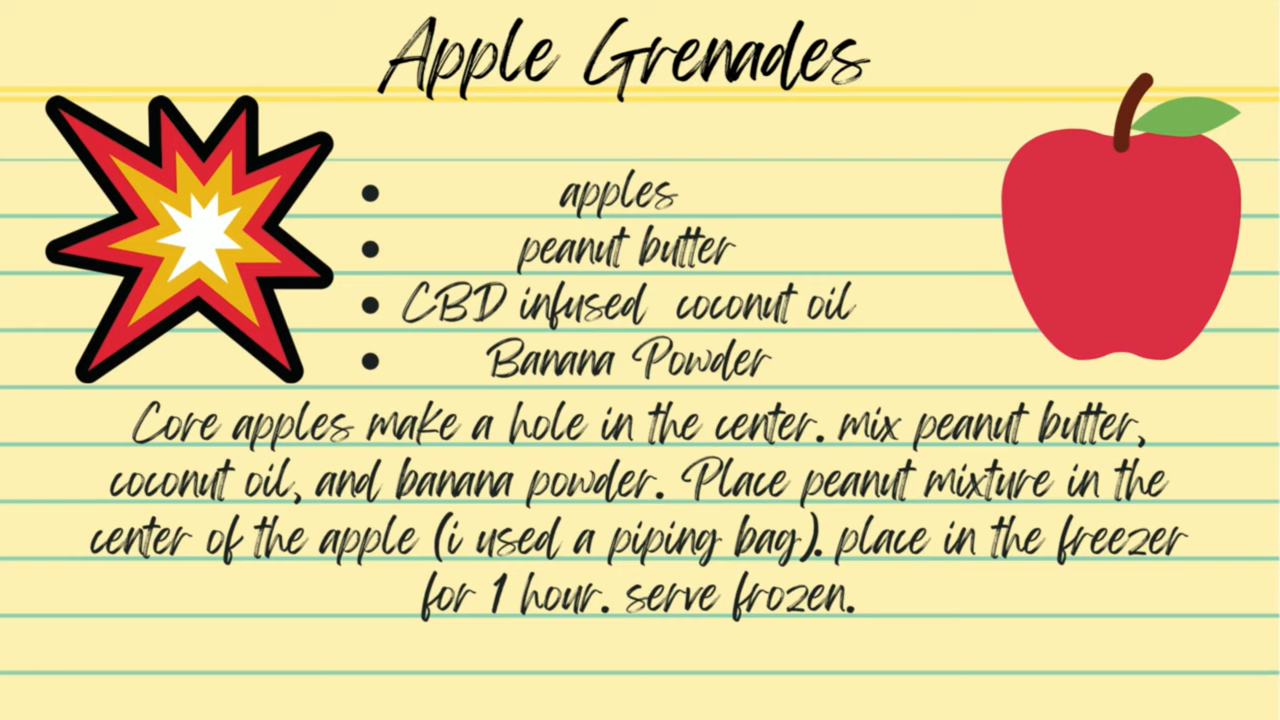 Apple Grenades
• apples
• peanut butter
• CBD infused coconut oil
• Banana Powder
Core apples make a hole in the center. mix peanut butter,
coconut oil, and banana powder. Place peanut mixture in the
center of the apple (i used a piping bag). place in the freezer
for 1 hour. serve frozen.